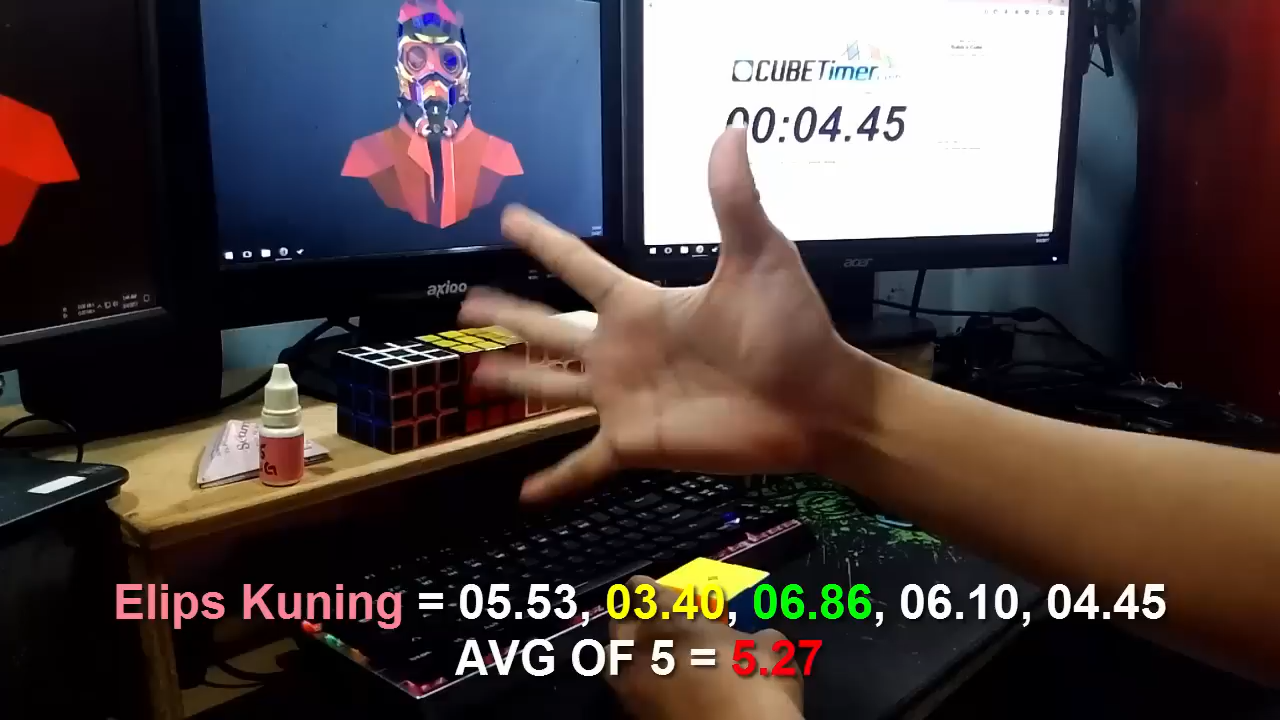 CUBETimer
00:04.45
axioo
acer
Elips Kuning = 05.53, 03.40, 06.86, 06.10, 04.45
AVG OF 5 = 5.27